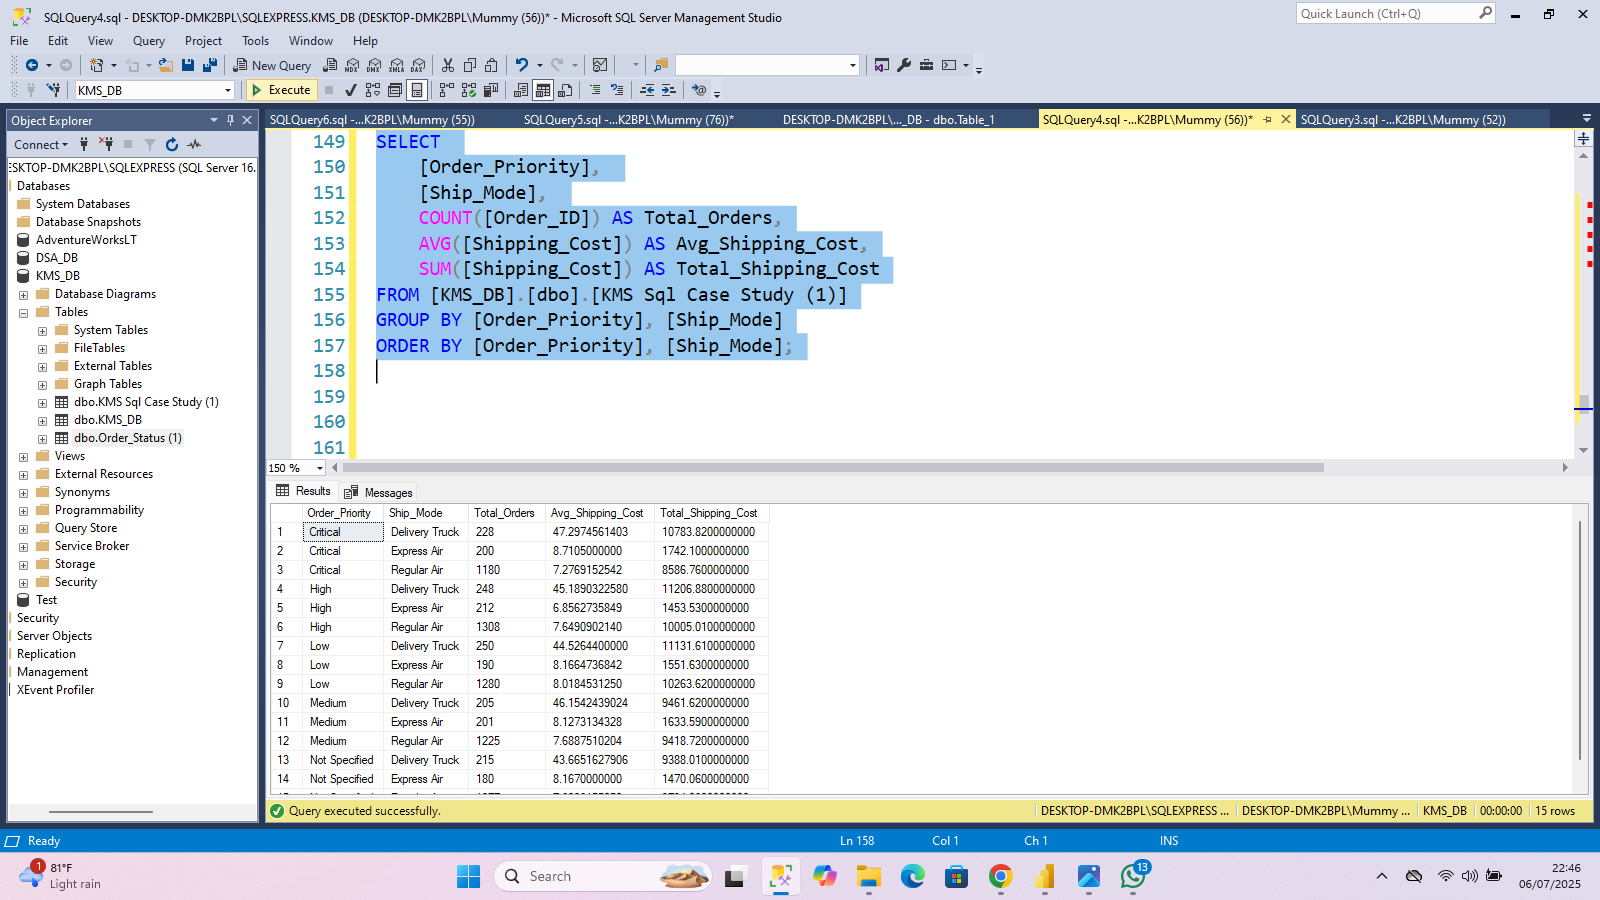 SQLQuery4.sql - DESKTOP-DMK2BPL\SQLEXPRESS.KMS_DB (DESKTOP-DMK2BPL\Mummy (56))* - Microsoft SQL Server Management Studio
Quick Launch (Ctrl+Q)
File Edit View Query Project Tools Window Help
New Query
MDX DMX XMLA DAX
KMS_DB
Execute
Object Explorer
SQLQuery6.sql -...K2BPL\Mummy (55))
SQLQuery5.sql -...K2BPL\Mummy (76))*
DESKTOP-DMK2BPL\..._DB - dbo.Table_1
SQLQuery4.sql -...K2BPL\Mummy (56))*
SQLQuery3.sql -...K2BPL\Mummy (52))
Connect
ESKTOP-DMK2BPL\SQLEXPRESS (SQL Server 16.
Databases
System Databases
Database Snapshots
AdventureWorksLT
DSA_DB
KMS_DB
Database Diagrams
Tables
System Tables
FileTables
External Tables
Graph Tables
dbo.KMS Sql Case Study (1)
dbo.KMS_DB
dbo.Order_Status (1)
Views
External Resources
Synonyms
Programmability
Query Store
Service Broker
Storage
Security
Test
Security
Server Objects
Replication
Management
XEvent Profiler
149 SELECT
150 [Order_Priority],
151 [Ship_Mode],
152 COUNT([Order_ID]) AS Total_Orders,
153 AVG([Shipping_Cost]) AS Avg_Shipping_Cost,
154 SUM([Shipping_Cost]) AS Total_Shipping_Cost
155 FROM [KMS_DB].[dbo].[KMS Sql Case Study (1)]
156 GROUP BY [Order_Priority], [Ship_Mode]
157 ORDER BY [Order_Priority], [Ship_Mode];
158
159
160
161
150 %
Results Messages
Order_Priority Ship_Mode Total_Orders Avg_Shipping_Cost Total_Shipping_Cost
1 Critical Delivery Truck 228 47.2974561403 10783.8200000000
2 Critical Express Air 200 8.7105000000 1742.1000000000
3 Critical Regular Air 1180 7.2769152542 8586.7600000000
4 High Delivery Truck 248 45.1890322580 11206.8800000000
5 High Express Air 212 6.8562735849 1453.5300000000
6 High Regular Air 1308 7.6490902140 10005.0100000000
7 Low Delivery Truck 250 44.5264400000 11131.6100000000
8 Low Express Air 190 8.1664736842 1551.6300000000
9 Low Regular Air 1280 8.0184531250 10263.6200000000
10 Medium Delivery Truck 205 46.1542439024 9461.6200000000
11 Medium Express Air 201 8.1273134328 1633.5900000000
12 Medium Regular Air 1225 7.6887510204 9418.7200000000
13 Not Specified Delivery Truck 215 43.6651627906 9388.0100000000
14 Not Specified Express Air 180 8.1670000000 1470.0600000000
Query executed successfully.
DESKTOP-DMK2BPL\SQLEXPRESS ... DESKTOP-DMK2BPL\Mummy ... KMS_DB 00:00:00 15 rows
Ready
Ln 158 Col 1 Ch 1 INS
1
81°F
Light rain
Search
13
22:46
06/07/2025